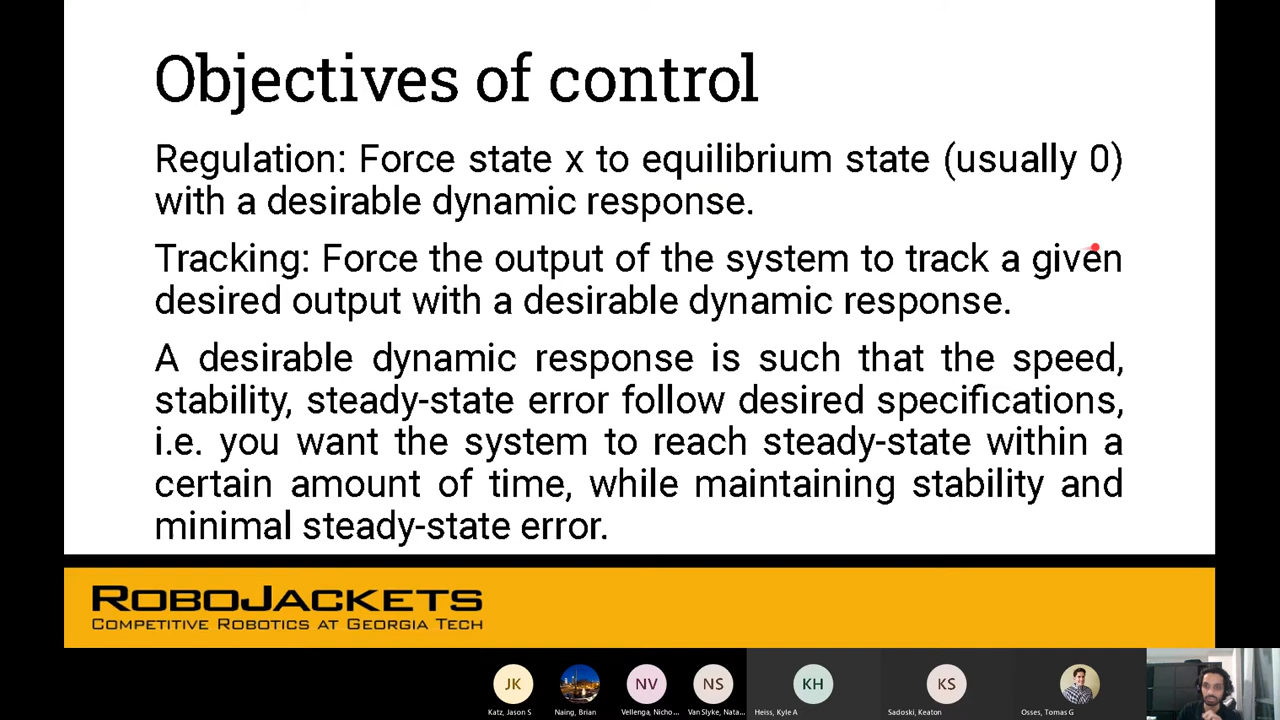 Objectives of control
Regulation: Force state x to equilibrium state (usually 0)
with a desirable dynamic response.
Tracking: Force the output of the system to track a given
desired output with a desirable dynamic response.
A desirable dynamic response is such that the speed,
stability, steady-state error follow desired specifications,
i.e. you want the system to reach steady-state within a
certain amount of time, while maintaining stability and
minimal steady-state error.
ROBOJACKETS
COMPETITIVE ROBOTICS AT GEORGIA TECH
JK NV NS KH KS
Katz, Jason S Naing, Brian Vellenga, Nicho... Van Slyke, Nata... Heiss, Kyle A Sadoski, Keaton Osses, Tomas G